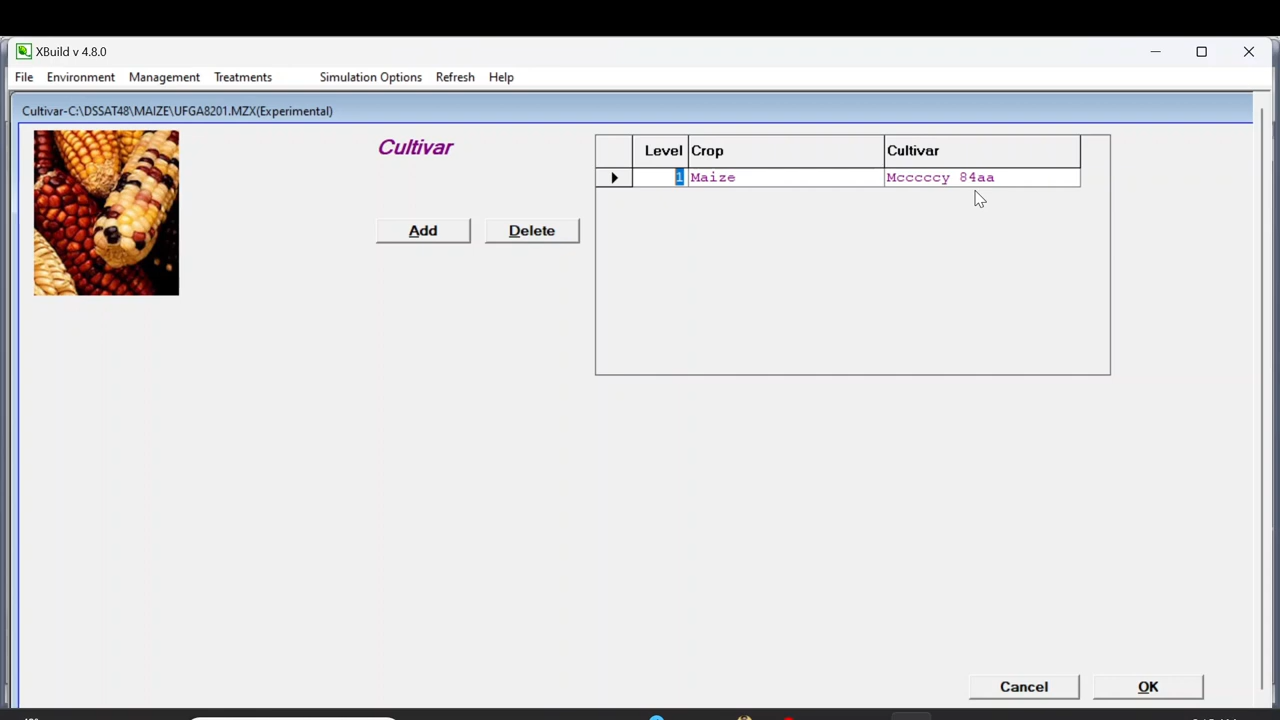 XBuild v 4.8.0
File Environment Management Treatments Simulation Options Refresh Help
Cultivar-C:\DSSAT48\MAIZE\UFGA8201.MZX(Experimental)
Cultivar
Level Crop Cultivar
1 Maize Mcccccy 84aa
Add Delete
Cancel OK